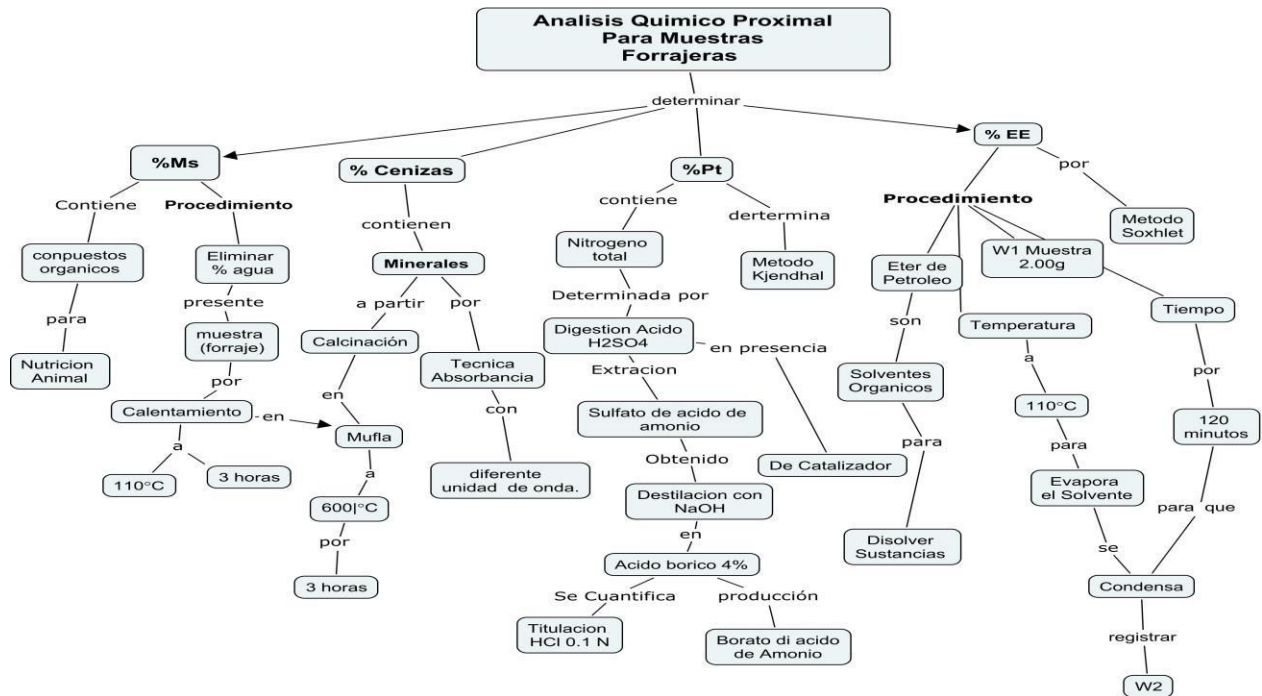 Analisis Quimico Proximal
Para Muestras
Forrajeras
determinar
%Ms
% Cenizas
%Pt
% EE
Contiene
Procedimiento
contienen
contiene
dertermina
Procedimiento
por
conpuestos
organicos
Eliminar
% agua
Minerales
Nitrogeno
total
Metodo
Kjendhal
Eter de
Petroleo
W1 Muestra
2.00g
Metodo
Soxhlet
para
presente
a partir
por
Determinada por
son
Temperatura
Tiempo
Nutricion
Animal
muestra
(forraje)
Calcinación
Tecnica
Absorbancia
Digestion Acido
H2SO4
en presencia
Solventes
Organicos
a
por
por
en
con
Extracion
110°C
120
minutos
Calentamiento
en
Mufla
Sulfato de acido de
amonio
para
para
a
a
diferente
unidad de onda.
Obtenido
De Catalizador
Evapora
el Solvente
para que
110°C
3 horas
600|°C
Destilacion con
NaOH
Disolver
Sustancias
se
por
en
3 horas
Acido borico 4%
Condensa
Se Cuantifica
producción
registrar
Titulacion
HCl 0.1 N
Borato di acido
de Amonio
W2